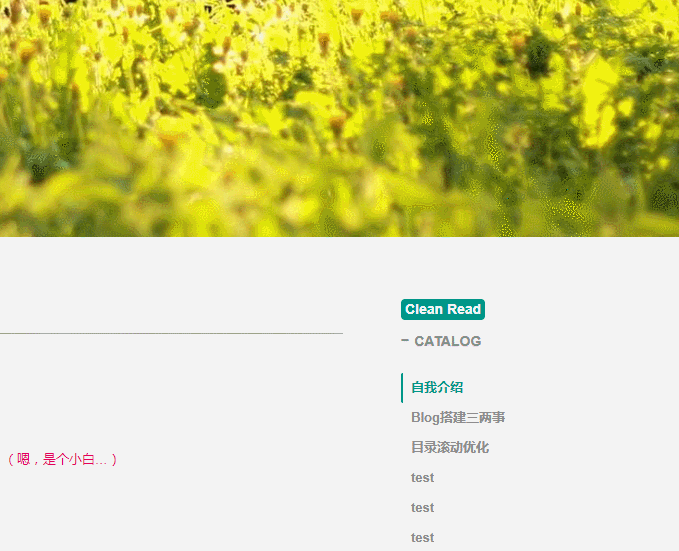 Clean Read
− CATALOG
自我介绍
Blog搭建三两事
目录滚动优化
（嗯，是个小白...）
test
test
test